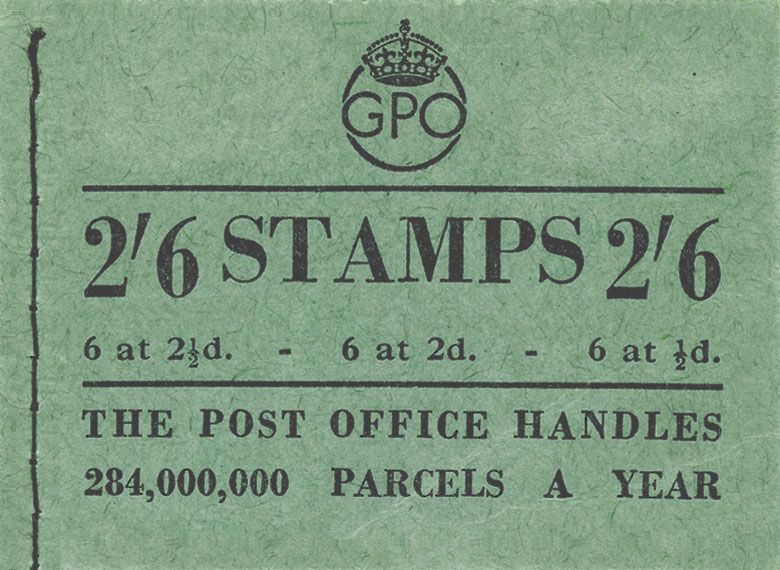 GPO
2'6 STAMPS 2'6
6 at 2½d. - 6 at 2d. - 6 at ½d.
THE POST OFFICE HANDLES
284,000,000 PARCELS A YEAR